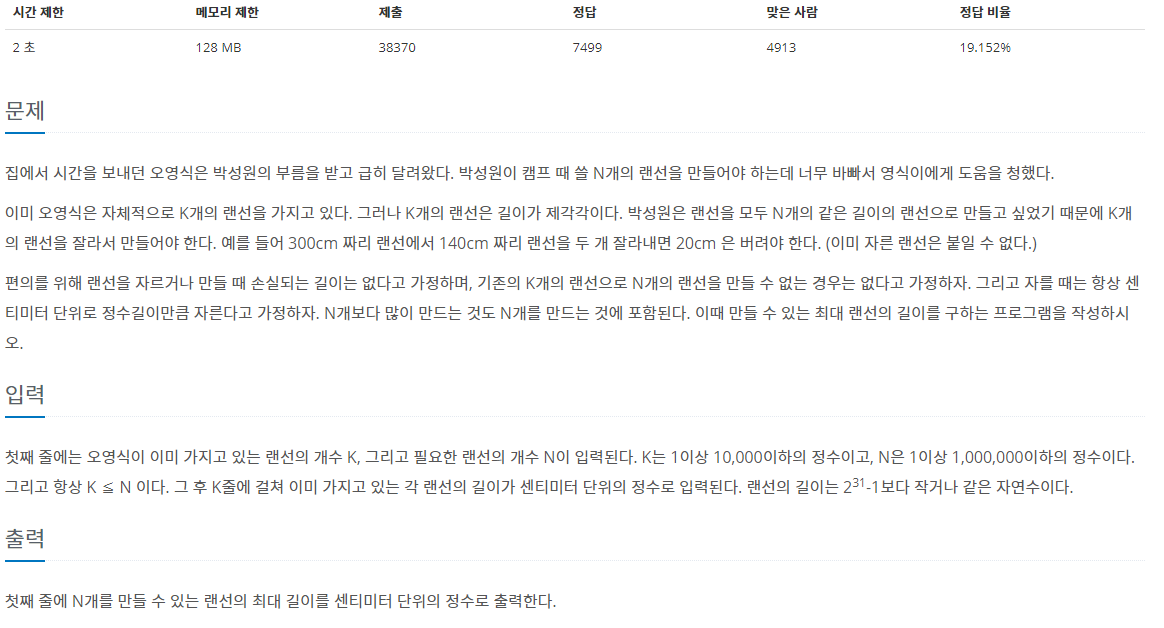 시간 제한 메모리 제한 제출 정답 맞은 사람 정답 비율
2 초 128 MB 38370 7499 4913 19.152%
문제
집에서 시간을 보내던 오영식은 박성원의 부름을 받고 급히 달려왔다. 박성원이 캠프 때 쓸 N개의 랜선을 만들어야 하는데 너무 바빠서 영식이에게 도움을 청했다.
이미 오영식은 자체적으로 K개의 랜선을 가지고 있다. 그러나 K개의 랜선은 길이가 제각각이다. 박성원은 랜선을 모두 N개의 같은 길이의 랜선으로 만들고 싶었기 때문에 K개
의 랜선을 잘라서 만들어야 한다. 예를 들어 300cm 짜리 랜선에서 140cm 짜리 랜선을 두 개 잘라내면 20cm 은 버려야 한다. (이미 자른 랜선은 붙일 수 없다.)
편의를 위해 랜선을 자르거나 만들 때 손실되는 길이는 없다고 가정하며, 기존의 K개의 랜선으로 N개의 랜선을 만들 수 없는 경우는 없다고 가정하자. 그리고 자를 때는 항상 센
티미터 단위로 정수길이만큼 자른다고 가정하자. N개보다 많이 만드는 것도 N개를 만드는 것에 포함된다. 이때 만들 수 있는 최대 랜선의 길이를 구하는 프로그램을 작성하시
오.
입력
첫째 줄에는 오영식이 이미 가지고 있는 랜선의 개수 K, 그리고 필요한 랜선의 개수 N이 입력된다. K는 1이상 10,000이하의 정수이고, N은 1이상 1,000,000이하의 정수이다.
그리고 항상 K ≦ N 이다. 그 후 K줄에 걸쳐 이미 가지고 있는 각 랜선의 길이가 센티미터 단위의 정수로 입력된다. 랜선의 길이는 2³¹-1보다 작거나 같은 자연수이다.
출력
첫째 줄에 N개를 만들 수 있는 랜선의 최대 길이를 센티미터 단위의 정수로 출력한다.